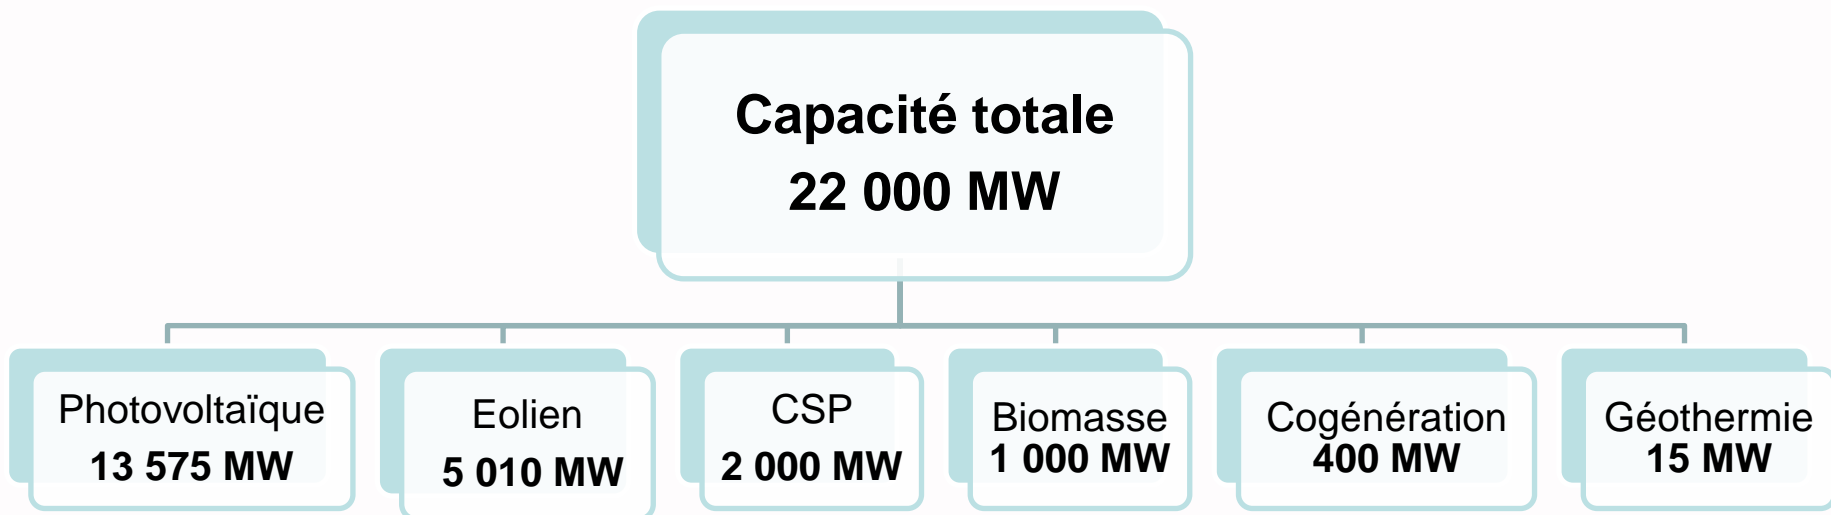 Capacité totale
22 000 MW
Photovoltaïque
13 575 MW
Eolien
5 010 MW
CSP
2 000 MW
Biomasse
1 000 MW
Cogénération
400 MW
Géothermie
15 MW